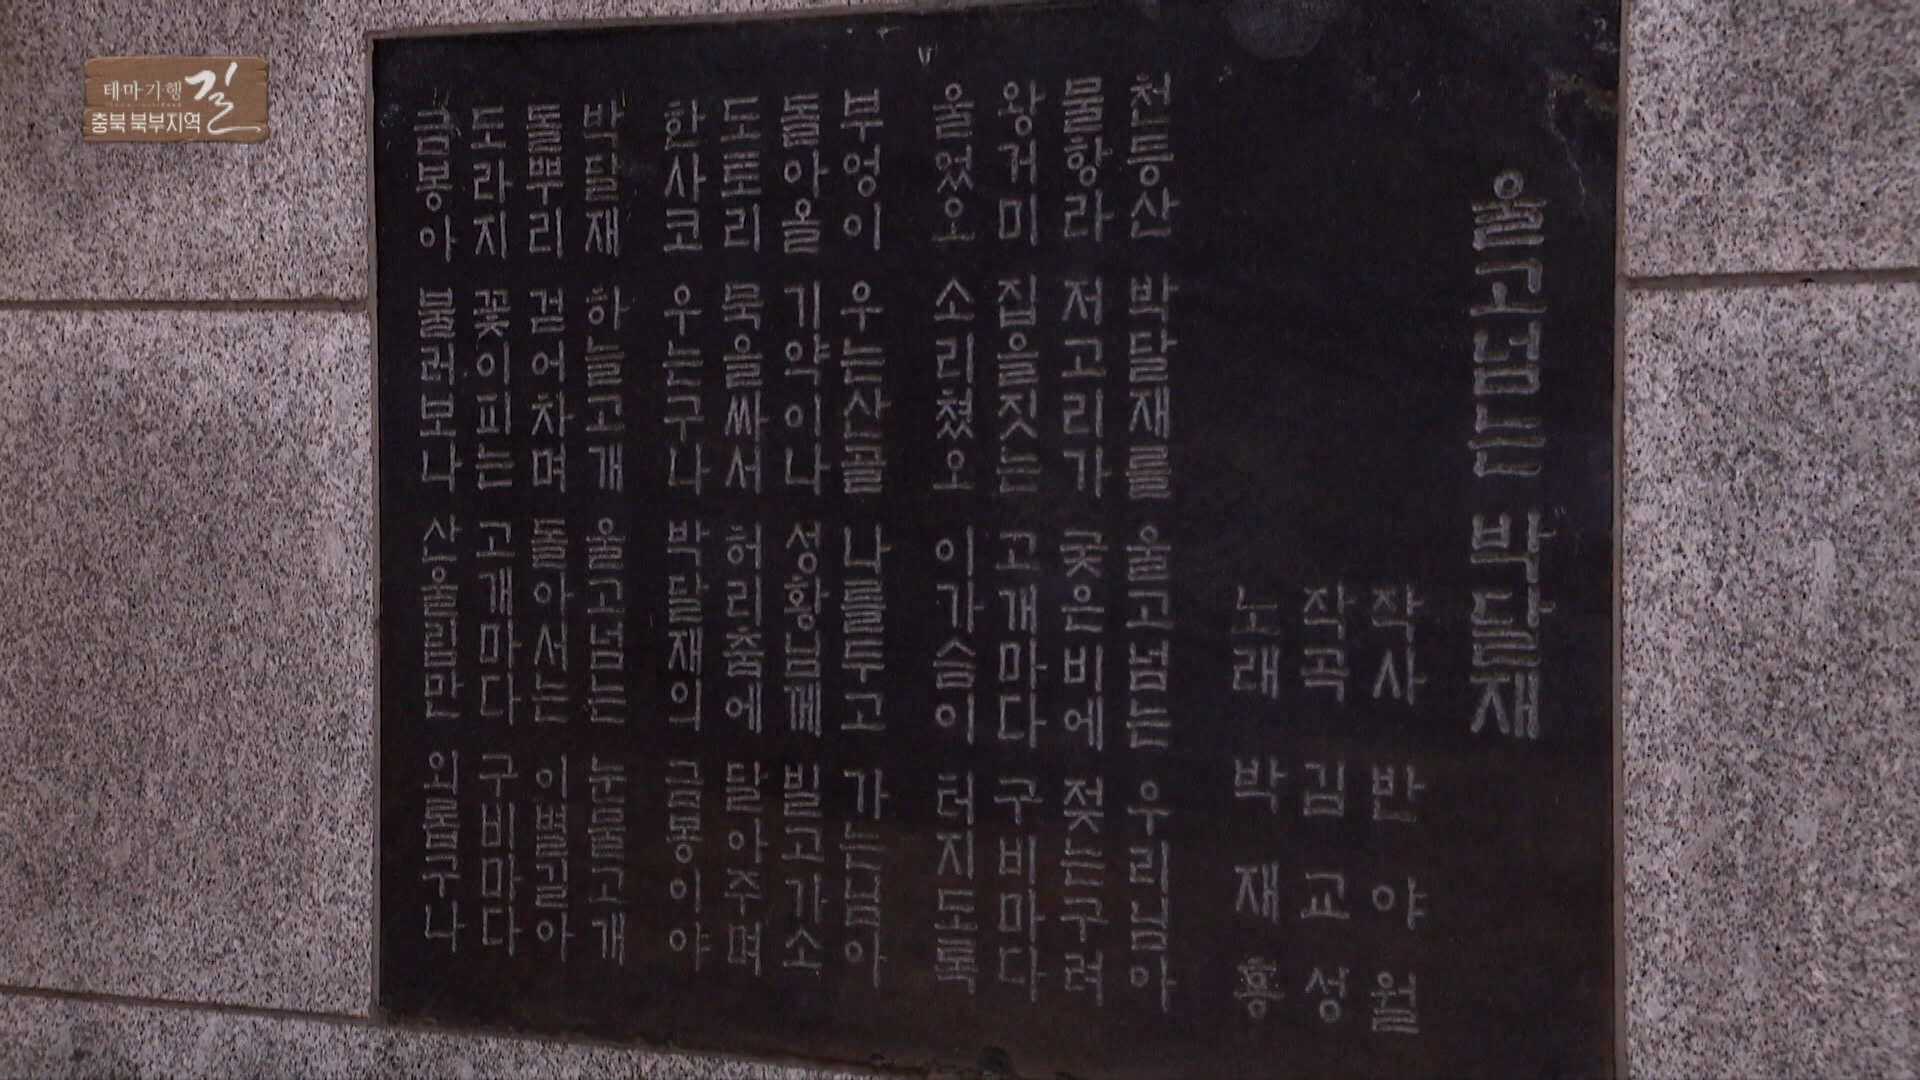 테마기행 길
충북 북부지역
울고넘는 박달재
작사 반야월
작곡 김교성
노래 박재홍
천등산 박달재를 울고넘는 우리님아
물항라 저고리가 궂은비에 젖는구려
왕거미 집을짓는 고개마다 구비마다
울었오 소리쳤오 이가슴이 터지도록
부엉이 우는산골 나를두고 가는님아
돌아올 기약이나 성황님께 빌고가소
도토리 묵을싸서 허리춤에 달아주며
한사코 우는구나 박달재의 금봉이야
박달재 하늘고개 울고넘는 눈물고개
돌뿌리 걷어차며 돌아서는 이별길아
도라지 꽃이피는 고개마다 구비마다
금봉아 불러보나 산울림만 외롭구나